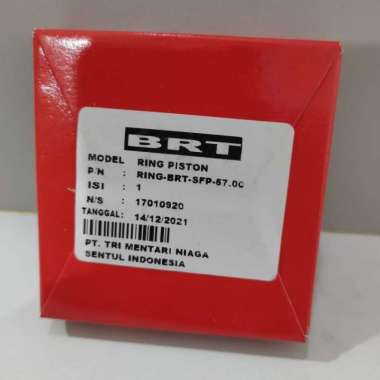 BRT
MODEL RING PISTON
P/N : RING-BRT-SFP-57.00
ISI : 1
N/S : 17010920
TANGGAL: 14/12/2021
PT. TRI MENTARI NIAGA
SENTUL INDONESIA